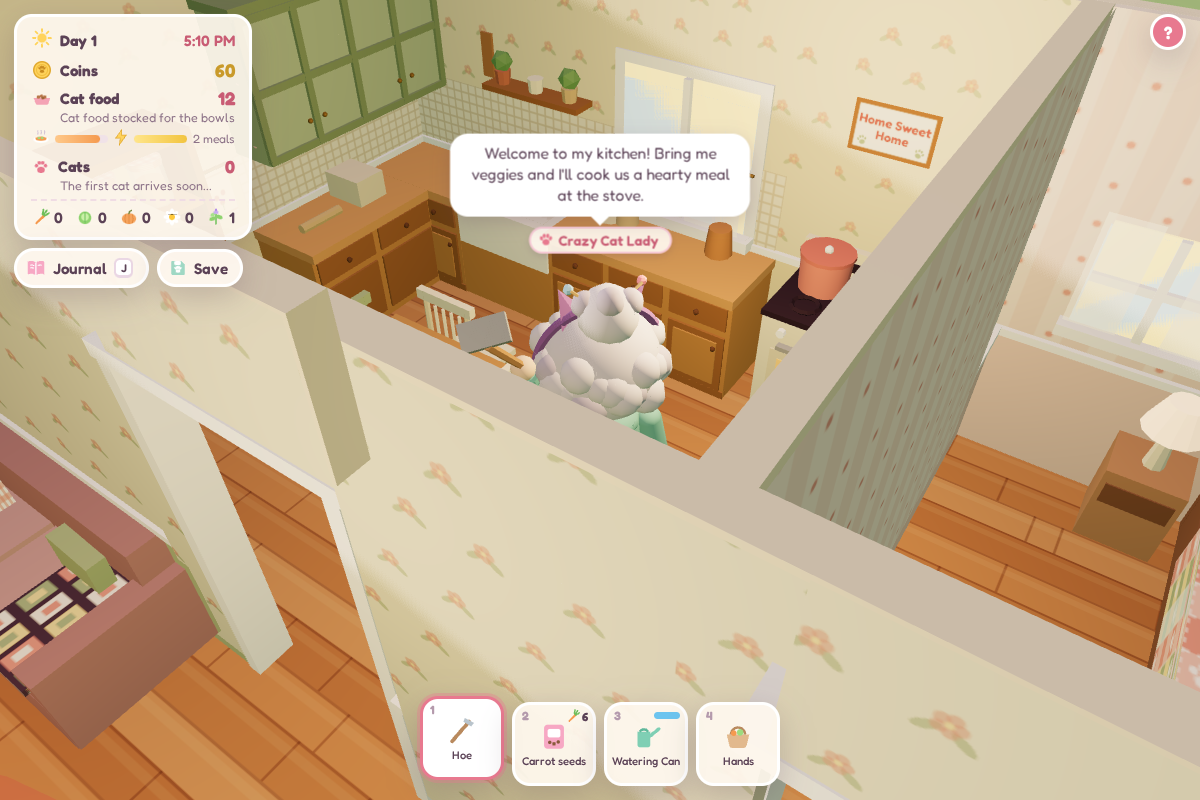 Day 1
5:10 PM
Coins
60
Cat food
12
Cat food stocked for the bowls
2 meals
Cats
0
The first cat arrives soon...
0
0
0
0
1
Journal
J
Save
?
Home Sweet
Home
Welcome to my kitchen! Bring me
veggies and I'll cook us a hearty meal
at the stove.
Crazy Cat Lady
1
Hoe
2
6
Carrot seeds
3
Watering Can
4
Hands